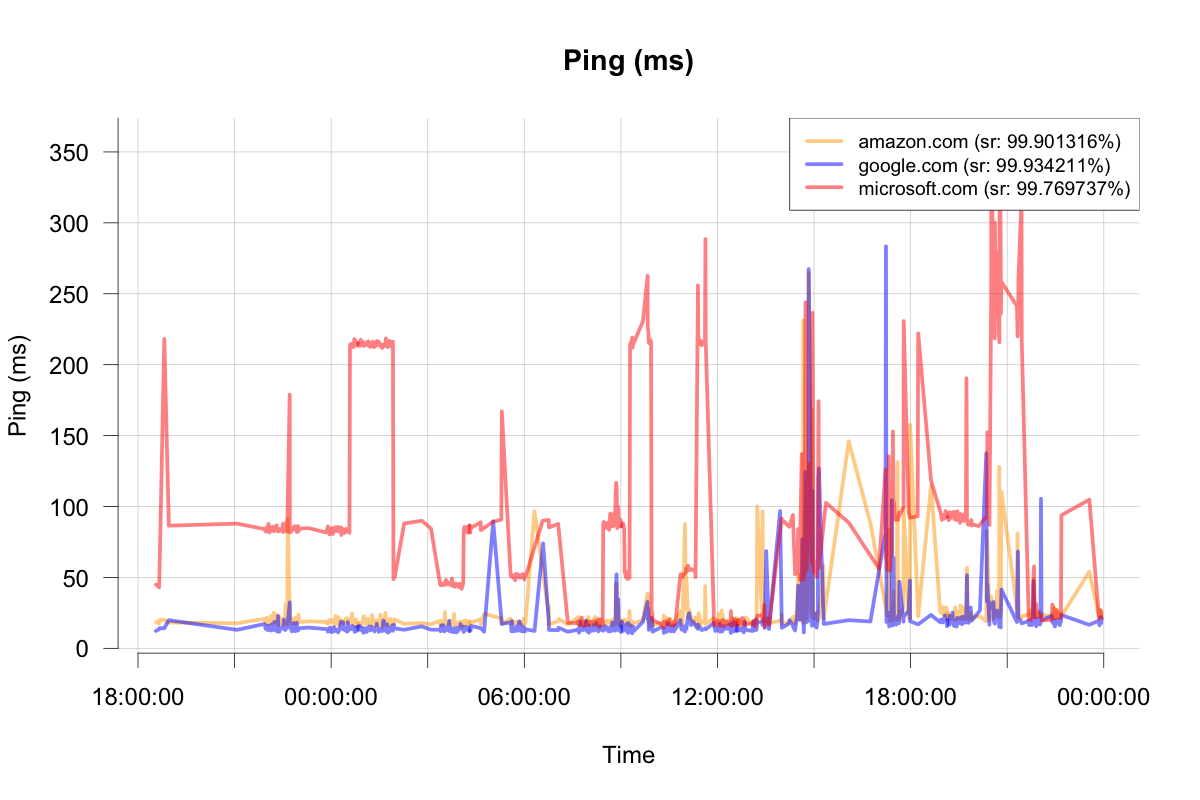 Ping (ms)
amazon.com (sr: 99.901316%)
google.com (sr: 99.934211%)
microsoft.com (sr: 99.769737%)
350
300
250
200
150
100
50
0
Ping (ms)
18:00:00 00:00:00 06:00:00 12:00:00 18:00:00 00:00:00
Time